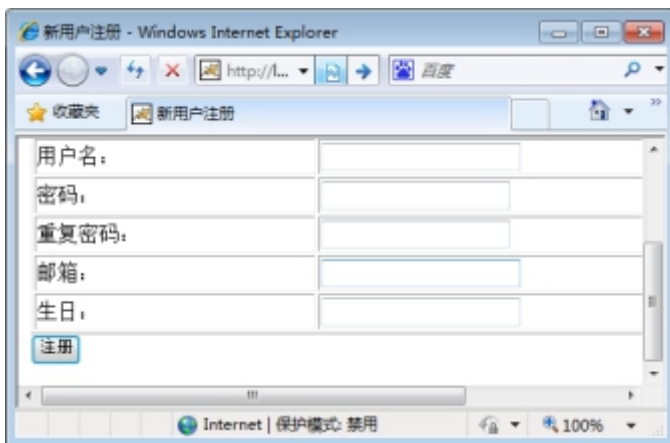 新用户注册 - Windows Internet Explorer
http://l...
百度
收藏夹
新用户注册
用户名：
密码：
重复密码：
邮箱：
生日：
注册
Internet | 保护模式: 禁用
100%